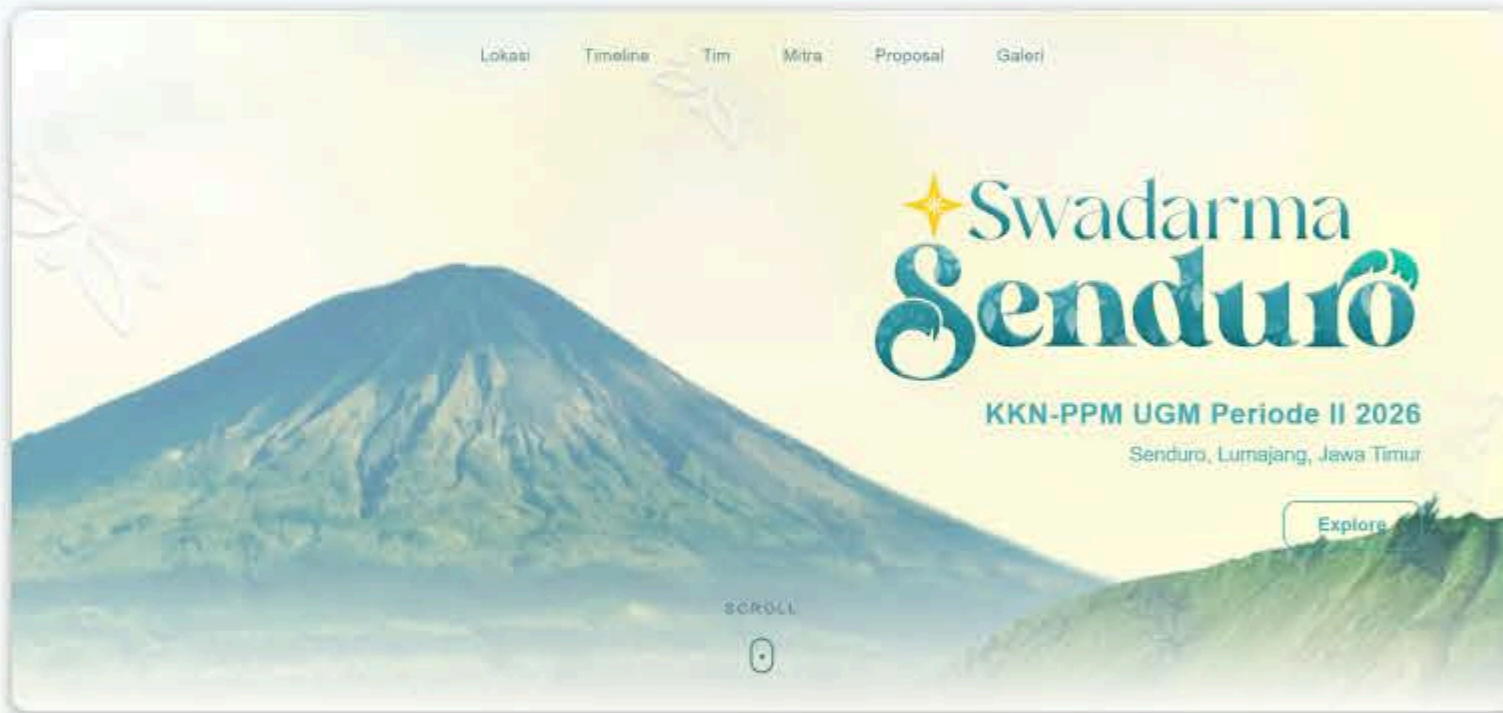 Lokasi Timeline Tim Mitra Proposal Galeri
Swadarma
Senduro
KKN-PPM UGM Periode II 2026
Senduro, Lumajang, Jawa Timur
Explore
SCROLL